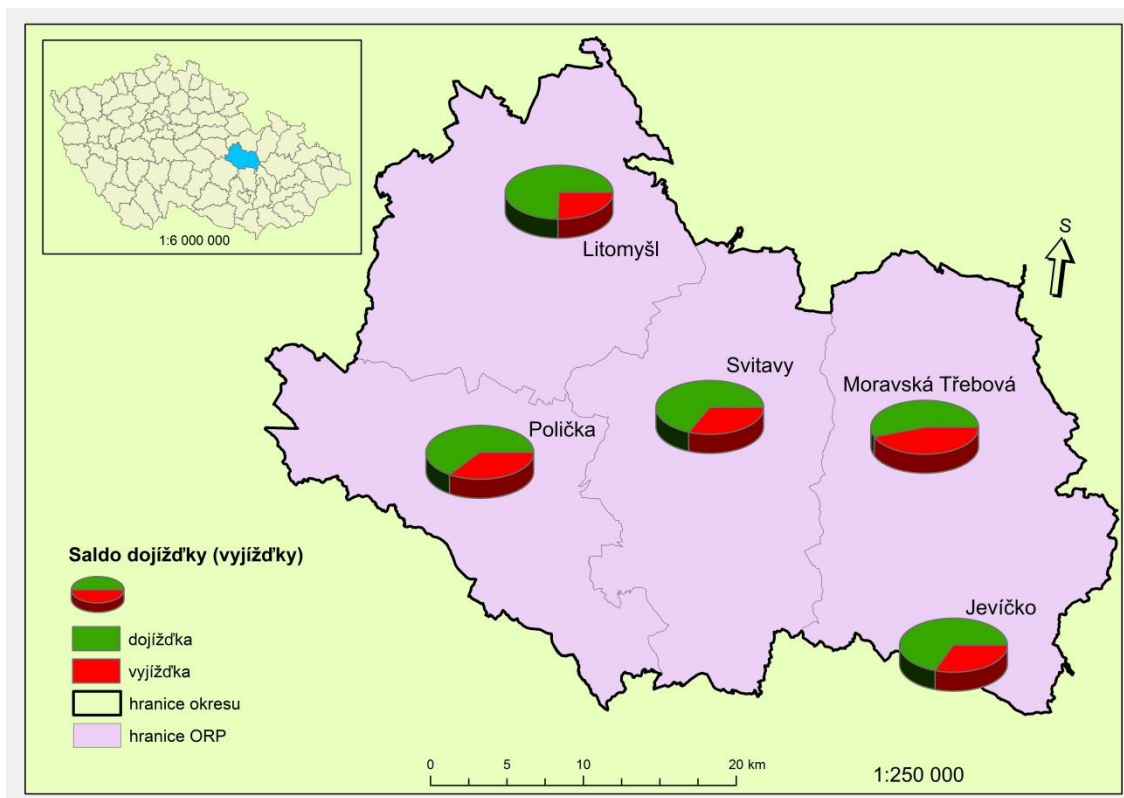 1:6 000 000
S
Litomyšl
Svitavy
Moravská Třebová
Polička
Jevíčko
Saldo dojížďky (vyjížďky)
dojížďka
vyjížďka
hranice okresu
hranice ORP
0 5 10 20 km
1:250 000